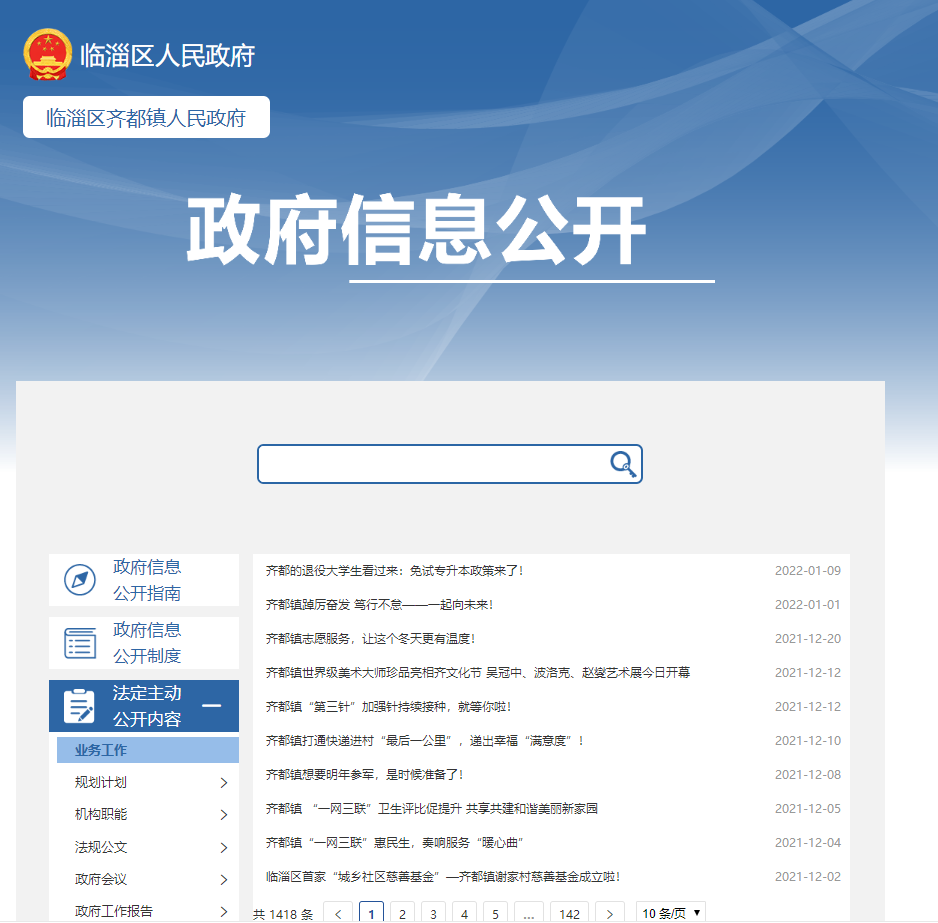 临淄区人民政府
临淄区齐都镇人民政府
政府信息公开
政府信息
公开指南
政府信息
公开制度
法定主动
公开内容
业务工作
规划计划
机构职能
法规公文
政府会议
政府工作报告
齐都的退役大学生看过来：免试专升本政策来了！ 2022-01-09
齐都镇踔厉奋发 笃行不怠——一起向未来！ 2022-01-01
齐都镇志愿服务，让这个冬天更有温度！ 2021-12-20
齐都镇世界级美术大师珍品亮相齐文化节 吴冠中、波洛克、赵燮艺术展今日开幕 2021-12-12
齐都镇“第三针”加强针持续接种，就等你啦！ 2021-12-12
齐都镇打通快递进村“最后一公里”，递出幸福“满意度”！ 2021-12-10
齐都镇想要明年参军，是时候准备了！ 2021-12-08
齐都镇 “一网三联”卫生评比促提升 共享共建和谐美丽新家园 2021-12-05
齐都镇“一网三联”惠民生，奏响服务“暖心曲” 2021-12-04
临淄区首家“城乡社区慈善基金”—齐都镇谢家村慈善基金成立啦！ 2021-12-02
共 1418 条 < 1 2 3 4 5 ... 142 > 10 条/页